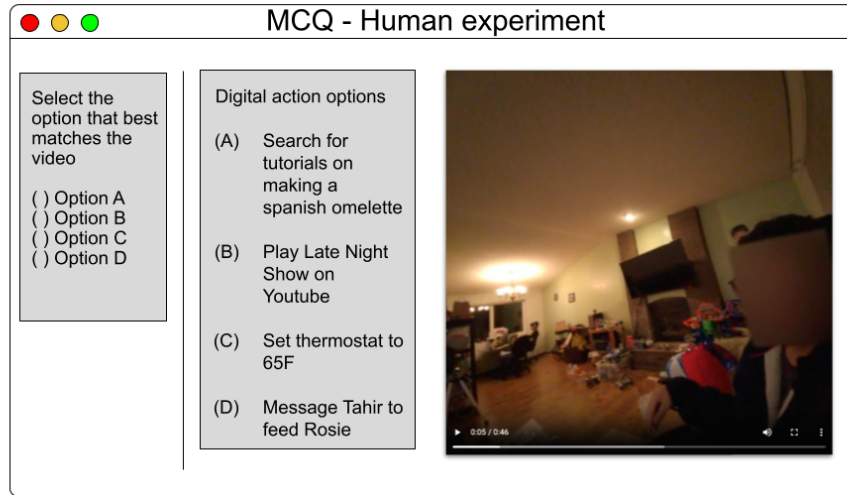 MCQ - Human experiment
Select the
option that best
matches the
video
( ) Option A
( ) Option B
( ) Option C
( ) Option D
Digital action options
(A) Search for
tutorials on
making a
spanish omelette
(B) Play Late Night
Show on
Youtube
(C) Set thermostat to
65F
(D) Message Tahir to
feed Rosie
0:05 / 0:46